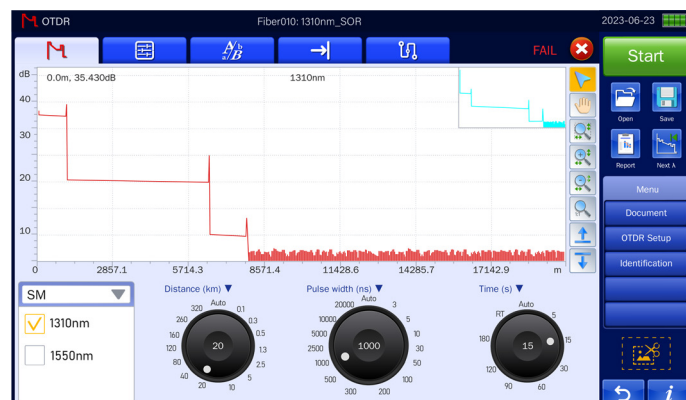 OTDR
Fiber010: 1310nm_SOR
2023-06-23
A/B
a/B
FAIL
Start
dB
0.0m, 35.430dB
1310nm
40
30
20
10
0 2857.1 5714.3 8571.4 11428.6 14285.7 17142.9 m
Open Save
Report Next λ
Menu
Document
OTDR Setup
Identification
SM
1310nm
1550nm
Distance (km)
Auto 0.1 0.3 0.5 1.3 2.5 5 10 20 40 80 120 160 260 320
20
Pulse width (ns)
Auto 3 5 10 30 50 100 200 300 500 1000 2500 5000 10000 20000
1000
Time (s)
Auto 5 15 30 60 90 120 180 RT
15
i